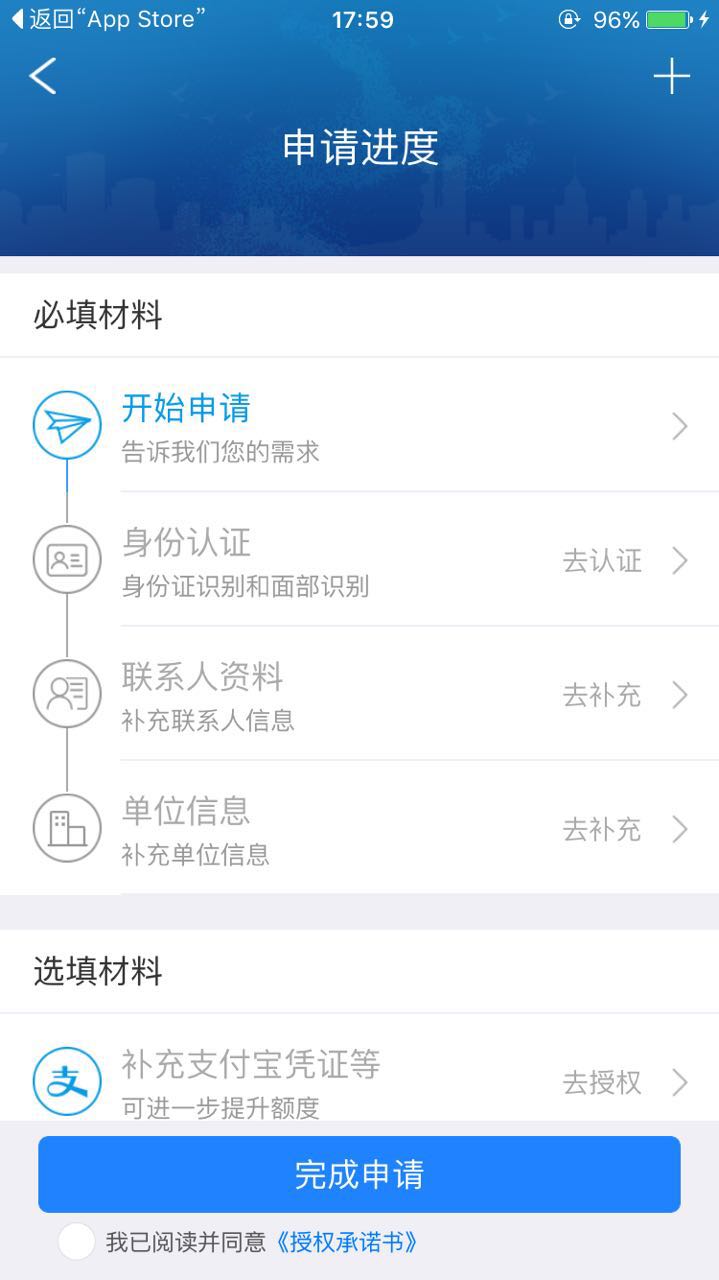 返回“App Store”
17:59
96%
申请进度
必填材料
开始申请
告诉我们您的需求
身份认证
身份证识别和面部识别
去认证
联系人资料
补充联系人信息
去补充
单位信息
补充单位信息
去补充
选填材料
补充支付宝凭证等
可进一步提升额度
去授权
完成申请
我已阅读并同意《授权承诺书》